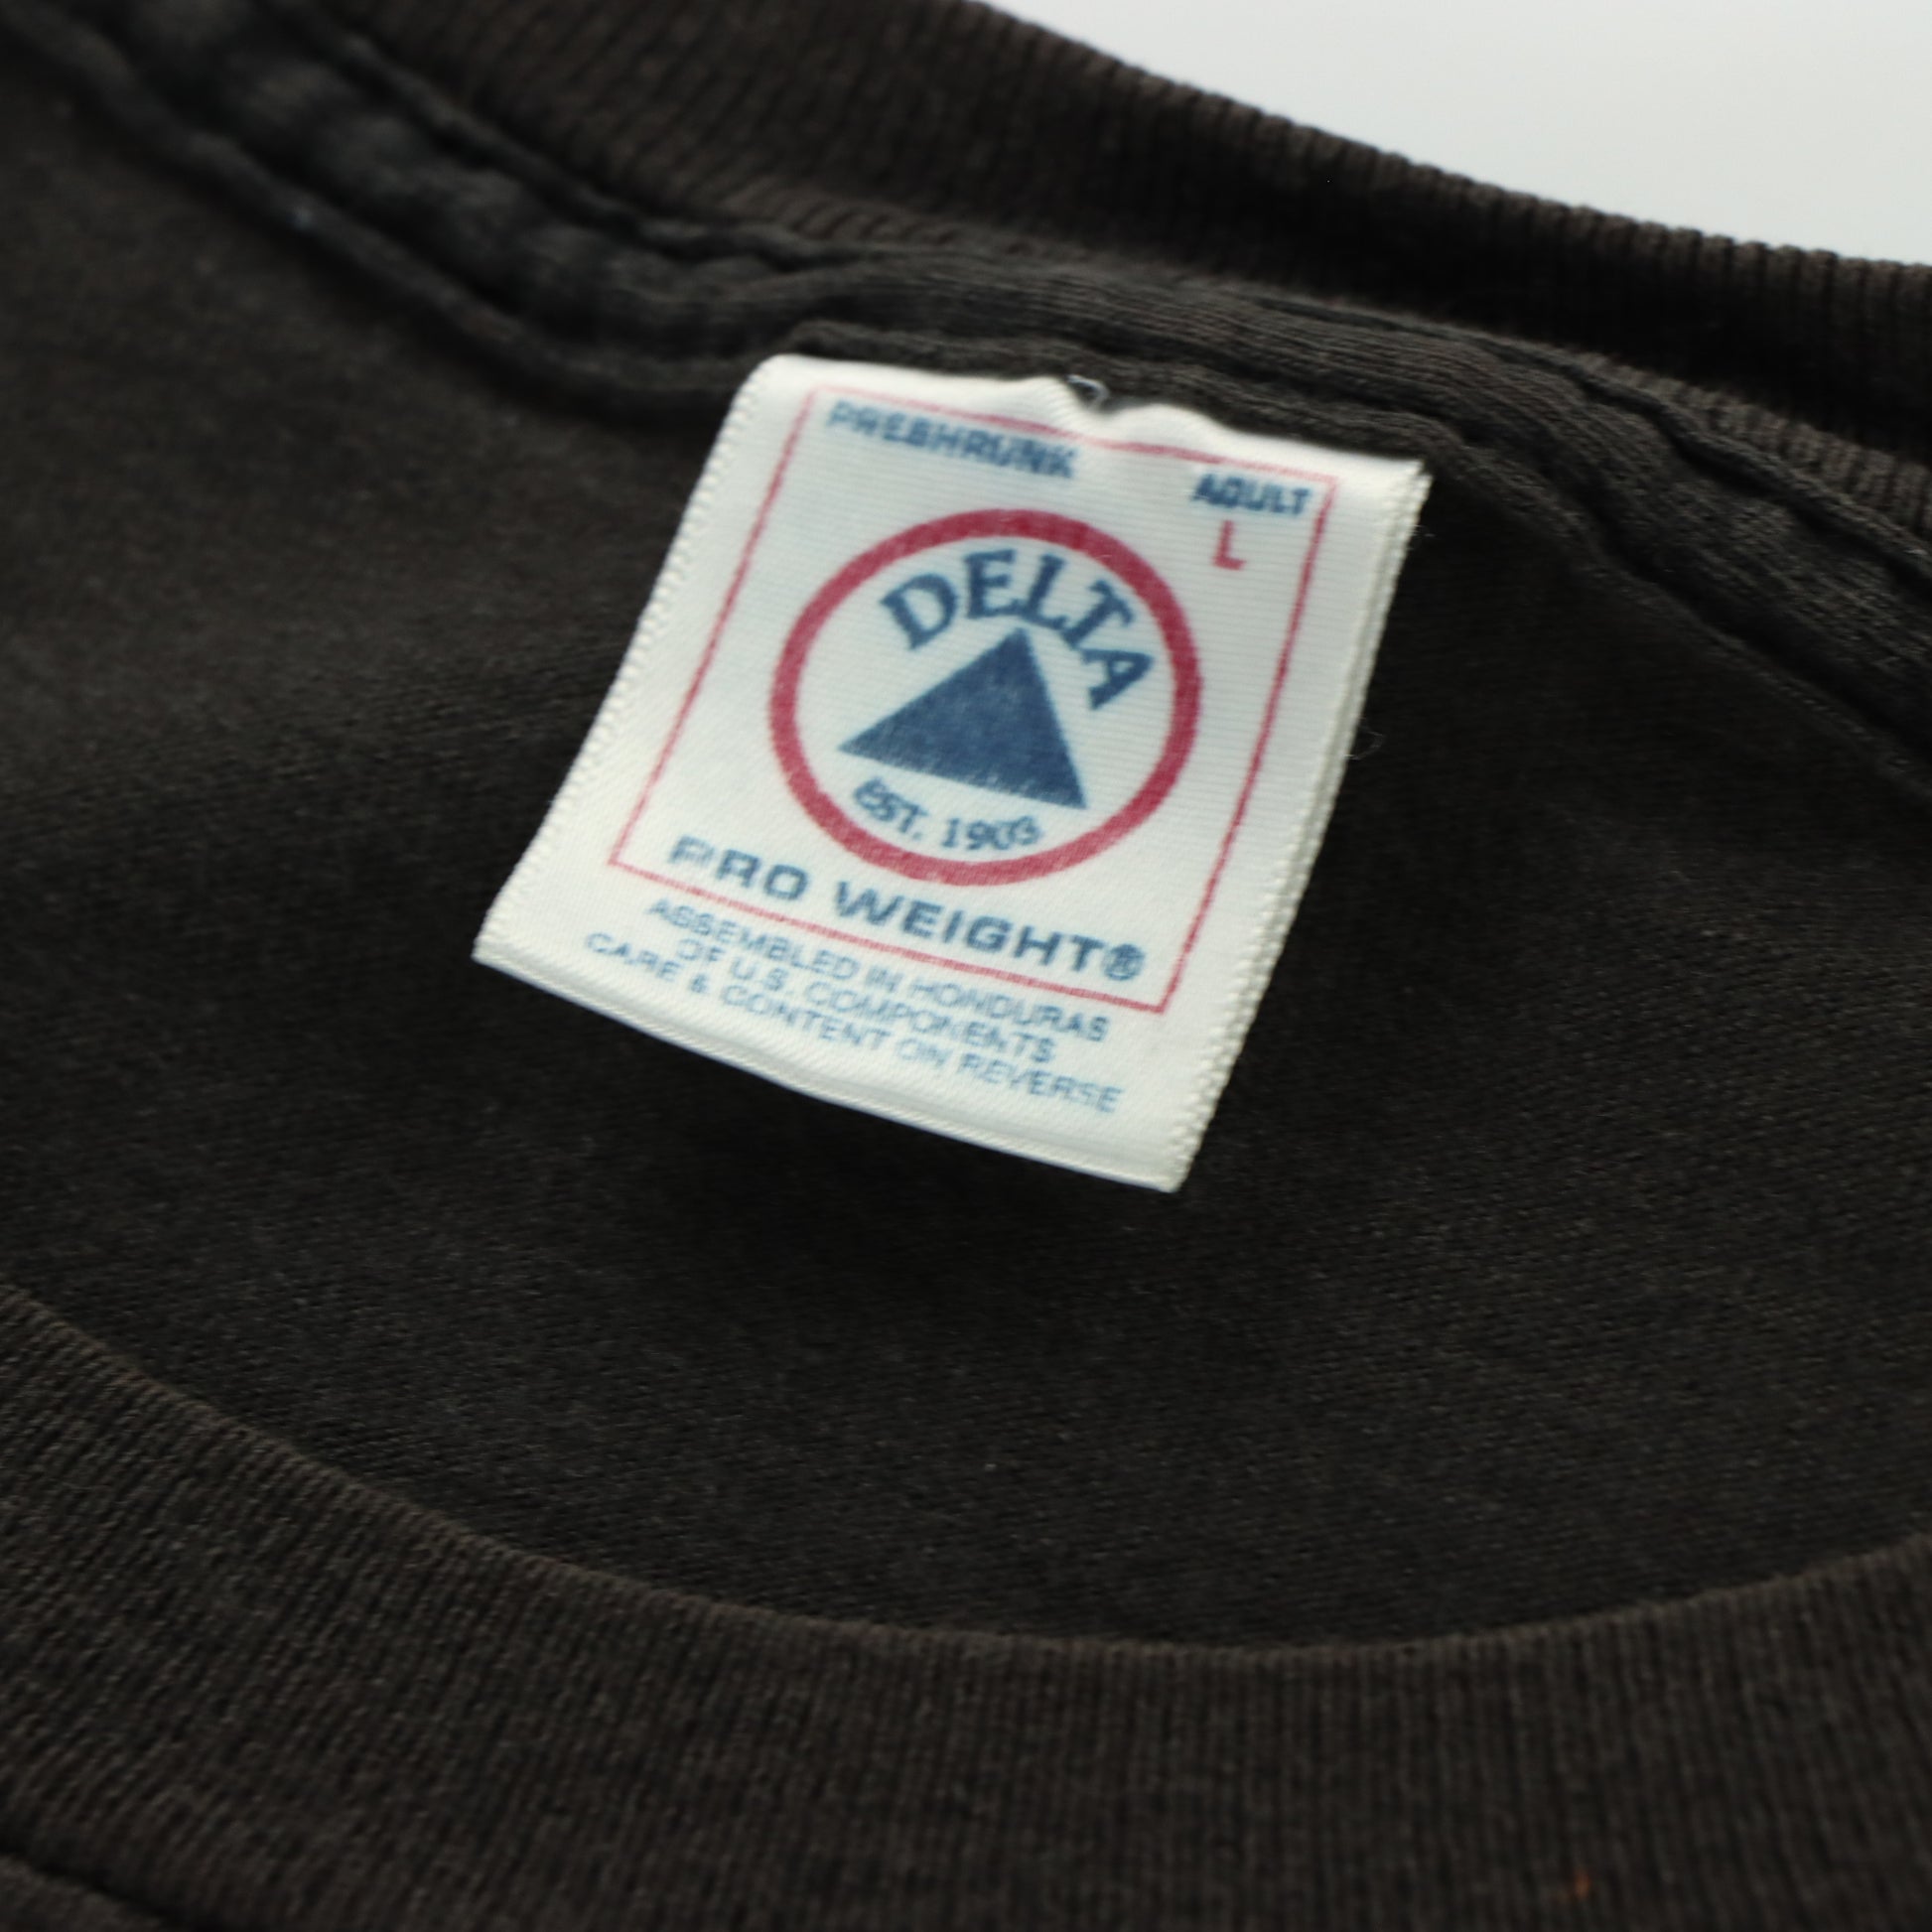 PRESHRUNK
ADULT
L
DELTA
EST. 1903
PRO WEIGHT®
ASSEMBLED IN HONDURAS
OF U.S. COMPONENTS
CARE & CONTENT ON REVERSE